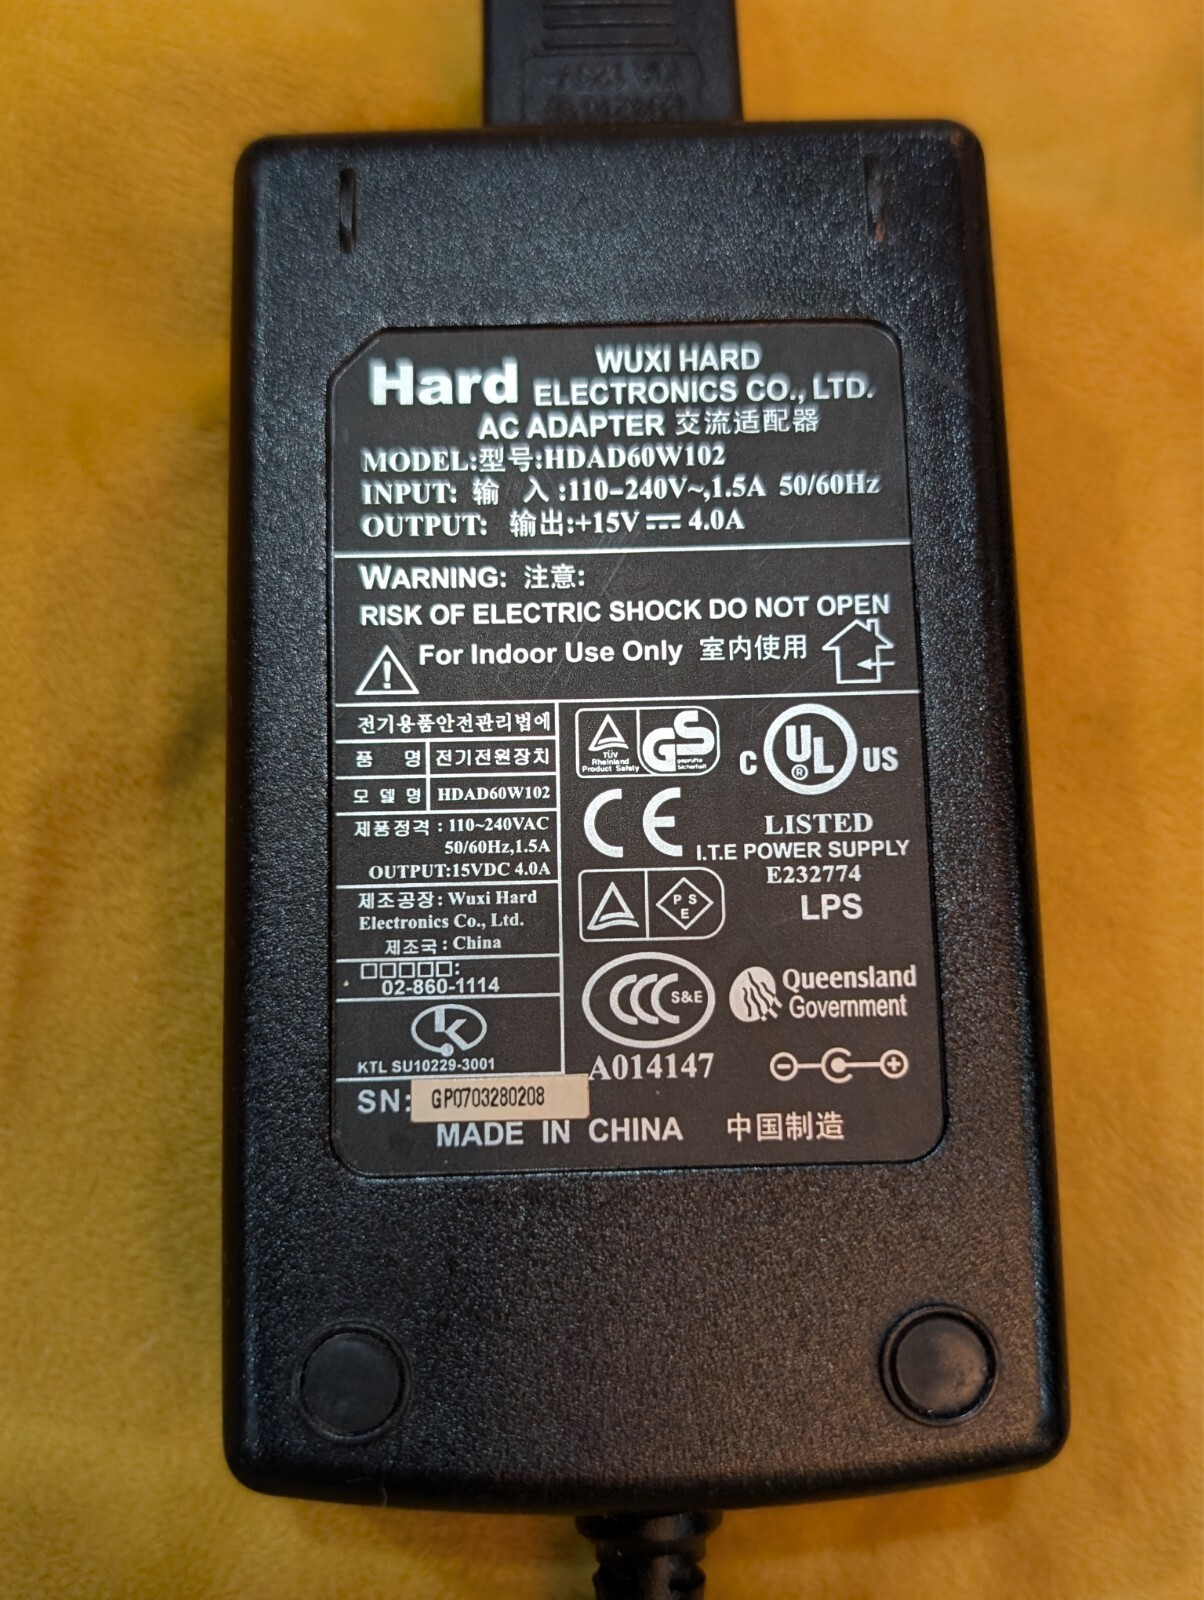 Hard
WUXI HARD
ELECTRONICS CO., LTD.
AC ADAPTER 交流适配器
MODEL:型号:HDAD60W102
INPUT: 输 入:110-240V~,1.5A 50/60Hz
OUTPUT: 输出:+15V⎓4.0A
WARNING: 注意:
RISK OF ELECTRIC SHOCK DO NOT OPEN
For Indoor Use Only 室内使用
전기용품안전관리법에
품 명 전기전원장치
모델명 HDAD60W102
제품정격 : 110~240VAC
50/60Hz,1.5A
OUTPUT:15VDC 4.0A
제조공장 : Wuxi Hard
Electronics Co., Ltd.
제조국 : China
□□□□□:
02-860-1114
KTL SU10229-3001
TÜV
Rheinland
Product Safety
GS
geprüfte
Sicherheit
C UL® US
LISTED
I.T.E POWER SUPPLY
E232774
LPS
CE
P S
E
CCC S&E
A014147
Queensland
Government
SN: GP0703280208
MADE IN CHINA 中国制造